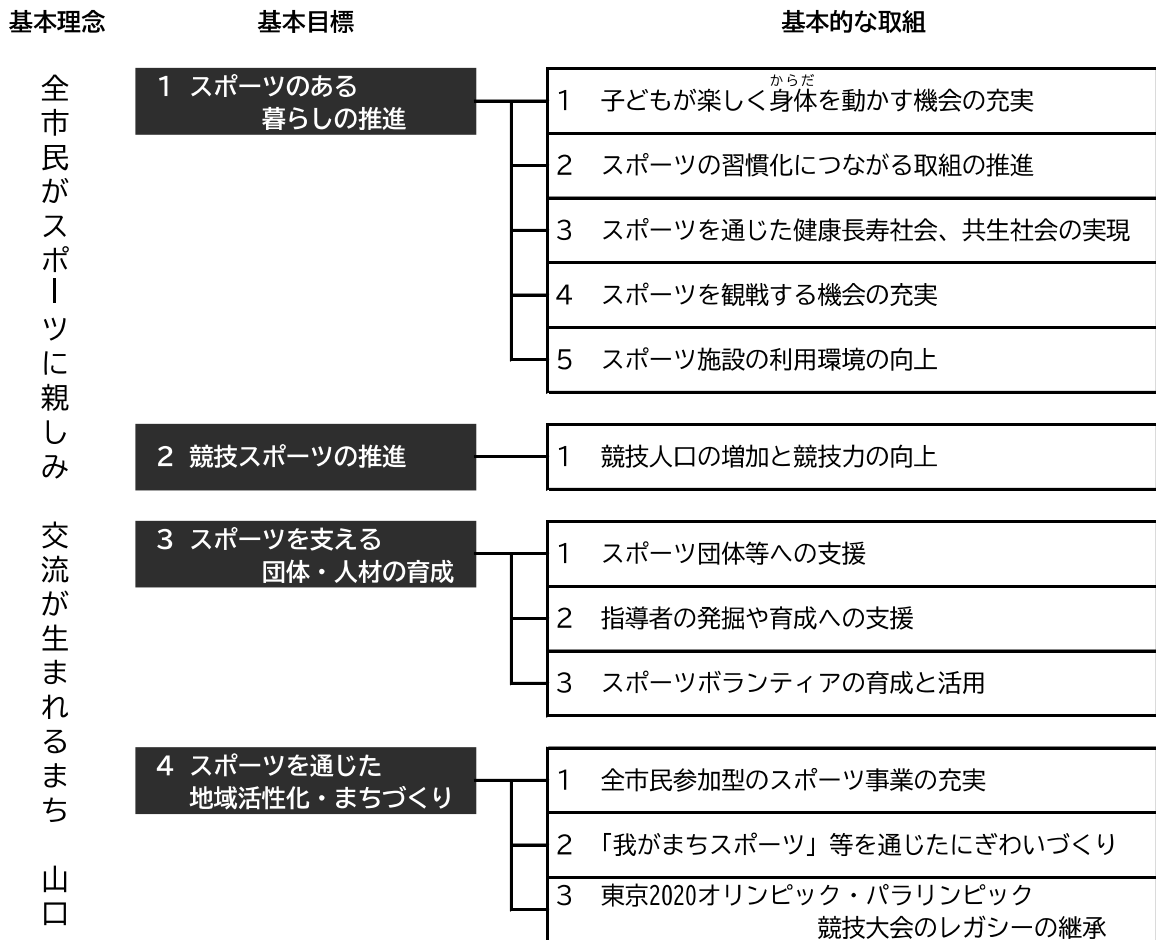 基本理念 基本目標 基本的な取組
全市民がスポーツに親しみ 交流が生まれるまち 山口
1 スポーツのある
暮らしの推進
からだ
1 子どもが楽しく身体を動かす機会の充実
2 スポーツの習慣化につながる取組の推進
3 スポーツを通じた健康長寿社会、共生社会の実現
4 スポーツを観戦する機会の充実
5 スポーツ施設の利用環境の向上
2 競技スポーツの推進
1 競技人口の増加と競技力の向上
3 スポーツを支える
団体・人材の育成
1 スポーツ団体等への支援
2 指導者の発掘や育成への支援
3 スポーツボランティアの育成と活用
4 スポーツを通じた
地域活性化・まちづくり
1 全市民参加型のスポーツ事業の充実
2 「我がまちスポーツ」等を通じたにぎわいづくり
3 東京2020オリンピック・パラリンピック
競技大会のレガシーの継承